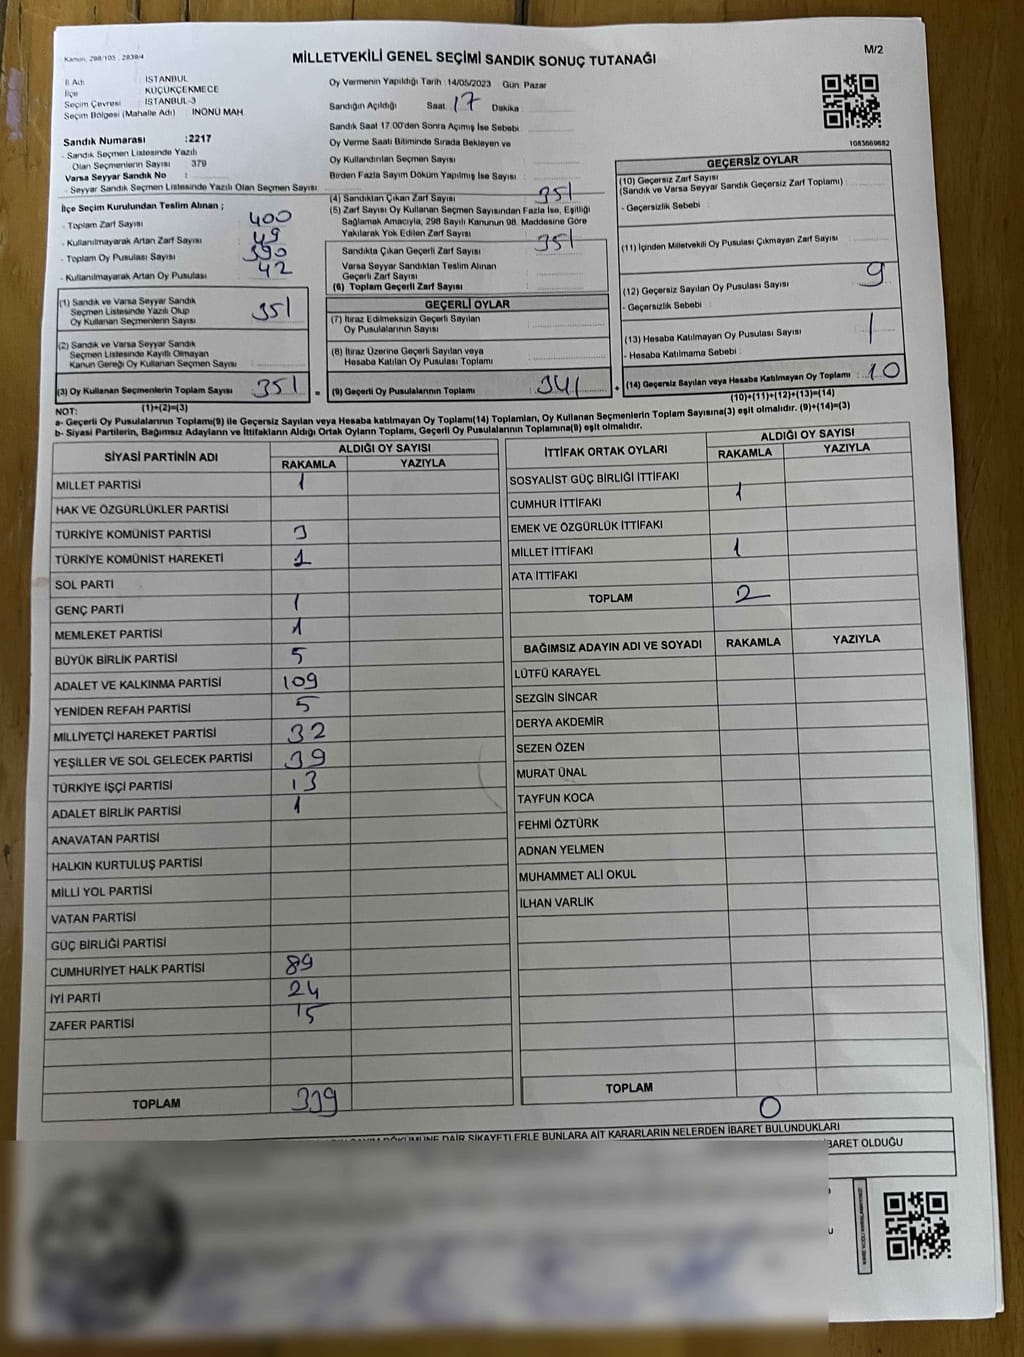 Kanun, 298/105 . 2839/4
MİLLETVEKİLİ GENEL SEÇİMİ SANDIK SONUÇ TUTANAĞI
M/2
İl Adı : İSTANBUL
İlçe : KÜÇÜKÇEKMECE
Seçim Çevresi : İSTANBUL-3
Seçim Bölgesi (Mahalle Adı) : İNÖNÜ MAH
Sandık Numarası :2217
- Sandık Seçmen Listesinde Yazılı
Olan Seçmenlerin Sayısı : 379
Varsa Seyyar Sandık No :
- Seyyar Sandık Seçmen Listesinde Yazılı Olan Seçmen Sayısı :
Oy Vermenin Yapıldığı Tarih :14/05/2023 Gün: Pazar
Sandığın Açıldığı Saat 17 Dakika
Sandık Saat 17.00'den Sonra Açımış İse Sebebi
Oy Verme Saati Bitiminde Sırada Bekleyen ve
Oy Kullandırılan Seçmen Sayısı
Birden Fazla Sayım Döküm Yapılmış İse Sayısı :
1083669682
İlçe Seçim Kurulundan Teslim Alınan ;
- Toplam Zarf Sayısı : 400
- Kullanılmayarak Artan Zarf Sayısı : 49
- Toplam Oy Pusulası Sayısı : 390
- Kullanılmayarak Artan Oy Pusulası : 42
(1) Sandık ve Varsa Seyyar Sandık
Seçmen Listesinde Yazılı Olup
Oy Kullanan Seçmenlerin Sayısı 351
(2) Sandık ve Varsa Seyyar Sandık
Seçmen Listesinde Kayıtlı Olmayan
Kanun Gereği Oy Kullanan Seçmen Sayısı
(3) Oy Kullanan Seçmenlerin Toplam Sayısı 351 =
(1)+(2)=(3)
(4) Sandıktan Çıkan Zarf Sayısı 351
(5) Zarf Sayısı Oy Kullanan Seçmen Sayısından Fazla İse, Eşitliği
Sağlamak Amacıyla, 298 Sayılı Kanunun 98. Maddesine Göre
Yakılarak Yok Edilen Zarf Sayısı
Sandıkta Çıkan Geçerli Zarf Sayısı 351
Varsa Seyyar Sandıktan Teslim Alınan
Geçerli Zarf Sayısı
(6) Toplam Geçerli Zarf Sayısı
GEÇERLİ OYLAR
(7) İtiraz Edilmeksizin Geçerli Sayılan
Oy Pusulalarının Sayısı
(8) İtiraz Üzerine Geçerli Sayılan veya
Hesaba Katılan Oy Pusulası Toplamı
(9) Geçerli Oy Pusulalarının Toplamı 341 +
GEÇERSİZ OYLAR
(10) Geçersiz Zarf Sayısı
(Sandık ve Varsa Seyyar Sandık Geçersiz Zarf Toplamı) :
- Geçersizlik Sebebi :
(11) İçinden Milletvekili Oy Pusulası Çıkmayan Zarf Sayısı
(12) Geçersiz Sayılan Oy Pusulası Sayısı 9
- Geçersizlik Sebebi :
(13) Hesaba Katılmayan Oy Pusulası Sayısı 1
- Hesaba Katılmama Sebebi :
(14) Geçersiz Sayılan veya Hesaba Katılmayan Oy Toplamı : 10
(10)+(11)+(12)+(13)=(14)
NOT:
a- Geçerli Oy Pusulalarının Toplamı(9) ile Geçersiz Sayılan veya Hesaba katılmayan Oy Toplamı(14) Toplamları, Oy Kullanan Seçmenlerin Toplam Sayısına(3) eşit olmalıdır. (9)+(14)=(3)
b- Siyasi Partilerin, Bağımsız Adayların ve İttifakların Aldığı Ortak Oyların Toplamı, Geçerli Oy Pusulalarının Toplamına(9) eşit olmalıdır.
SİYASİ PARTİNİN ADI ALDIĞI OY SAYISI
RAKAMLA YAZIYLA
MİLLET PARTİSİ 1
HAK VE ÖZGÜRLÜKLER PARTİSİ
TÜRKİYE KOMÜNİST PARTİSİ 3
TÜRKİYE KOMÜNİST HAREKETİ 1
SOL PARTİ
GENÇ PARTİ 1
MEMLEKET PARTİSİ 1
BÜYÜK BİRLİK PARTİSİ 5
ADALET VE KALKINMA PARTİSİ 109
YENİDEN REFAH PARTİSİ 5
MİLLİYETÇİ HAREKET PARTİSİ 32
YEŞİLLER VE SOL GELECEK PARTİSİ 39
TÜRKİYE İŞÇİ PARTİSİ 13
ADALET BİRLİK PARTİSİ 1
ANAVATAN PARTİSİ
HALKIN KURTULUŞ PARTİSİ
MİLLİ YOL PARTİSİ
VATAN PARTİSİ
GÜÇ BİRLİĞİ PARTİSİ
CUMHURİYET HALK PARTİSİ 89
İYİ PARTİ 24
ZAFER PARTİSİ 15
TOPLAM 339
İTTİFAK ORTAK OYLARI ALDIĞI OY SAYISI
RAKAMLA YAZIYLA
SOSYALİST GÜÇ BİRLİĞİ İTTİFAKI
CUMHUR İTTİFAKI 1
EMEK VE ÖZGÜRLÜK İTTİFAKI
MİLLET İTTİFAKI 1
ATA İTTİFAKI
TOPLAM 2
BAĞIMSIZ ADAYIN ADI VE SOYADI RAKAMLA YAZIYLA
LÜTFÜ KARAYEL
SEZGİN SİNCAR
DERYA AKDEMİR
SEZEN ÖZEN
MURAT ÜNAL
TAYFUN KOCA
FEHMİ ÖZTÜRK
ADNAN YELMEN
MUHAMMET ALİ OKUL
İLHAN VARLIK
TOPLAM
0
DÖKÜMÜNE DAİR ŞİKAYETLERLE BUNLARA AİT KARARLARIN NELERDEN İBARET BULUNDUKLARI
İBARET OLDUĞU